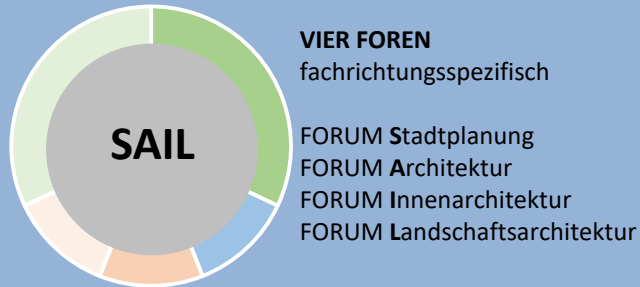 SAIL
VIER FOREN
fachrichtungsspezifisch
FORUM Stadtplanung
FORUM Architektur
FORUM Innenarchitektur
FORUM Landschaftsarchitektur